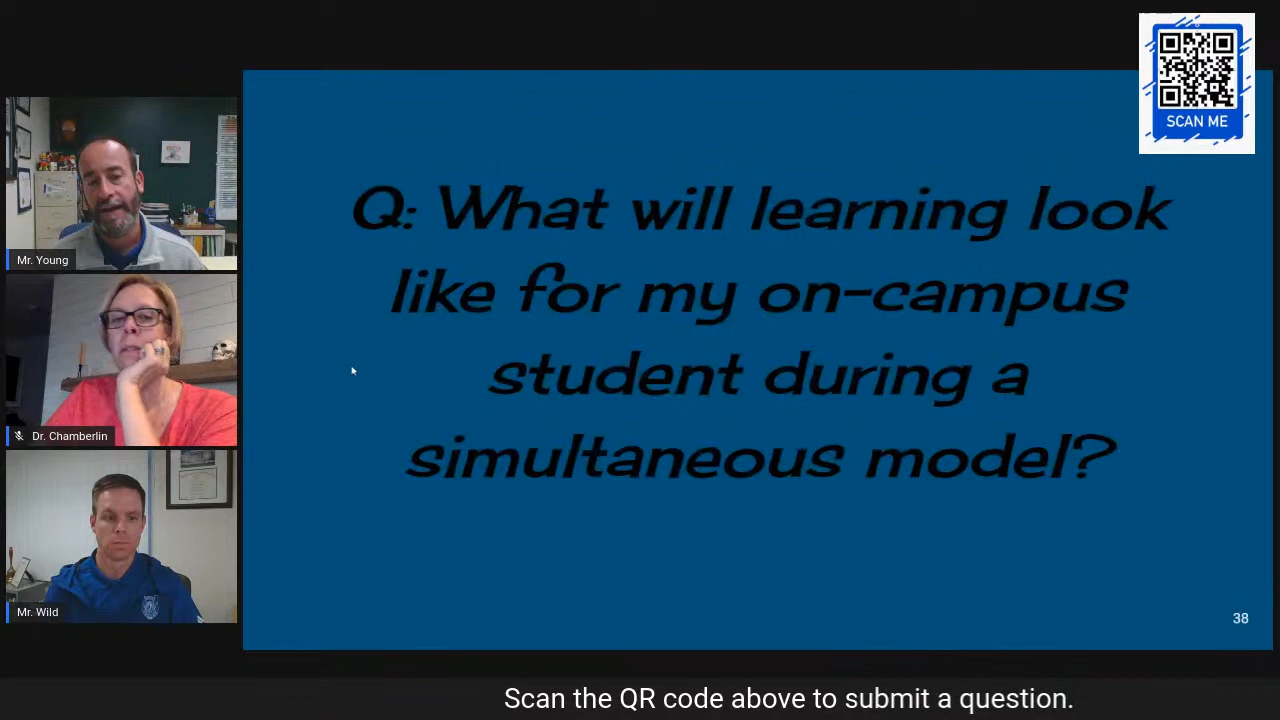 SCAN ME
Q: What will learning look
like for my on-campus
student during a
simultaneous model?
Mr. Young
Dr. Chamberlin
Mr. Wild
38
Scan the QR code above to submit a question.